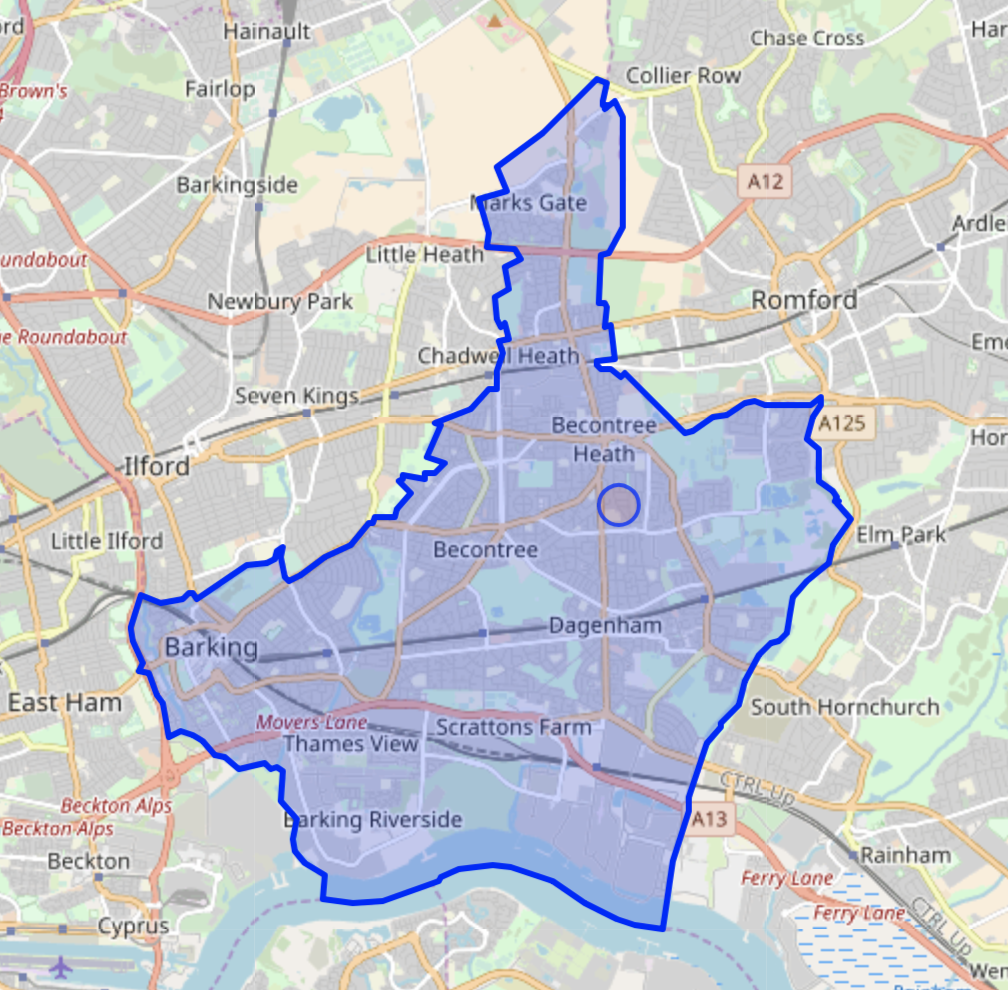 Hainault
Chase Cross
Collier Row
Fairlop
Brown's
Barkingside
A12
Marks Gate
Little Heath
Newbury Park
Romford
Chadwell Heath
Seven Kings
Becontree
Heath
A125
Ilford
Little Ilford
Becontree
Elm Park
Dagenham
Barking
East Ham
South Hornchurch
Movers Lane
Scrattons Farm
Thames View
CTRL Up
Beckton Alps
Beckton Alps
Barking Riverside
A13
Beckton
Rainham
Ferry Lane
Ferry Lane
CTRL Up
Cyprus